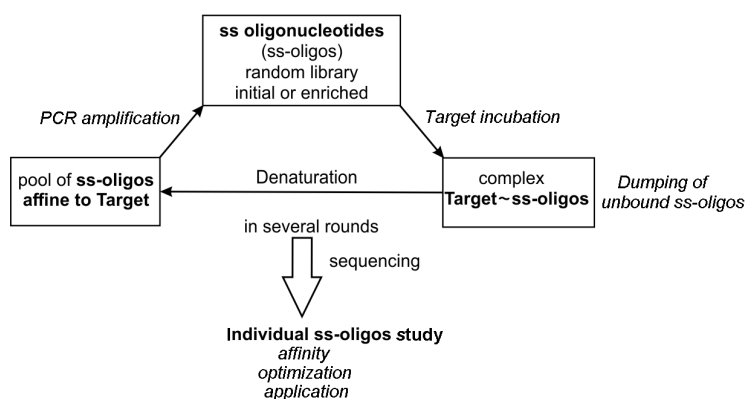 ss oligonucleotides
(ss-oligos)
random library
initial or enriched
PCR amplification
Target incubation
pool of ss-oligos
affine to Target
Denaturation
complex
Target~ss-oligos
Dumping of
unbound ss-oligos
in several rounds
sequencing
Individual ss-oligos study
affinity
optimization
application